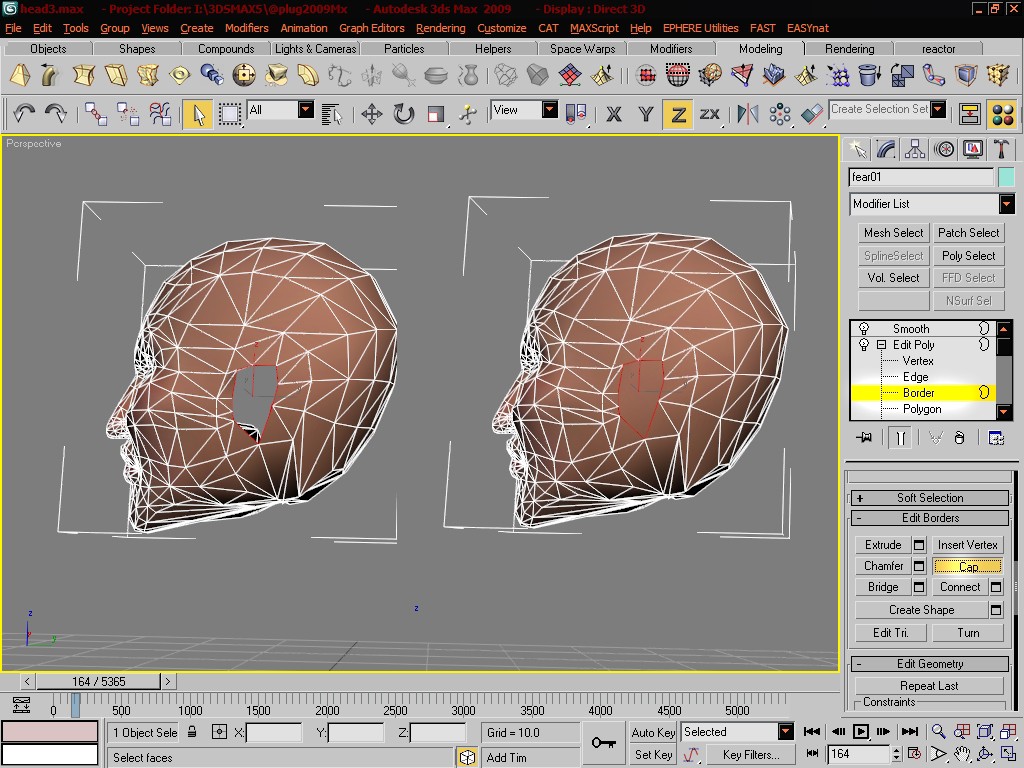 head3.max - Project Folder: I:\3D5MAX5\@plug2009Mx - Autodesk 3ds Max 2009 - Display : Direct 3D
File Edit Tools Group Views Create Modifiers Animation Graph Editors Rendering Customize CAT MAXScript Help EPHERE Utilities FAST EASYnat
Objects Shapes Compounds Lights & Cameras Particles Helpers Space Warps Modifiers Modeling Rendering reactor
All View X Y Z ZX Create Selection Set
Perspective
fear01
Modifier List
Mesh Select Patch Select
SplineSelect Poly Select
Vol. Select FFD Select
NSurf Sel
Smooth
Edit Poly
Vertex
Edge
Border
Polygon
+ Soft Selection
- Edit Borders
Extrude Insert Vertex
Chamfer Cap
Bridge Connect
Create Shape
Edit Tri. Turn
- Edit Geometry
Repeat Last
Constraints
z
z
y
< 164 / 5365 >
0 500 1000 1500 2000 2500 3000 3500 4000 4500 5000
1 Object Sele X: Y: Z: Grid = 10.0 Auto Key Selected
Select faces Add Tim Set Key Key Filters... 164